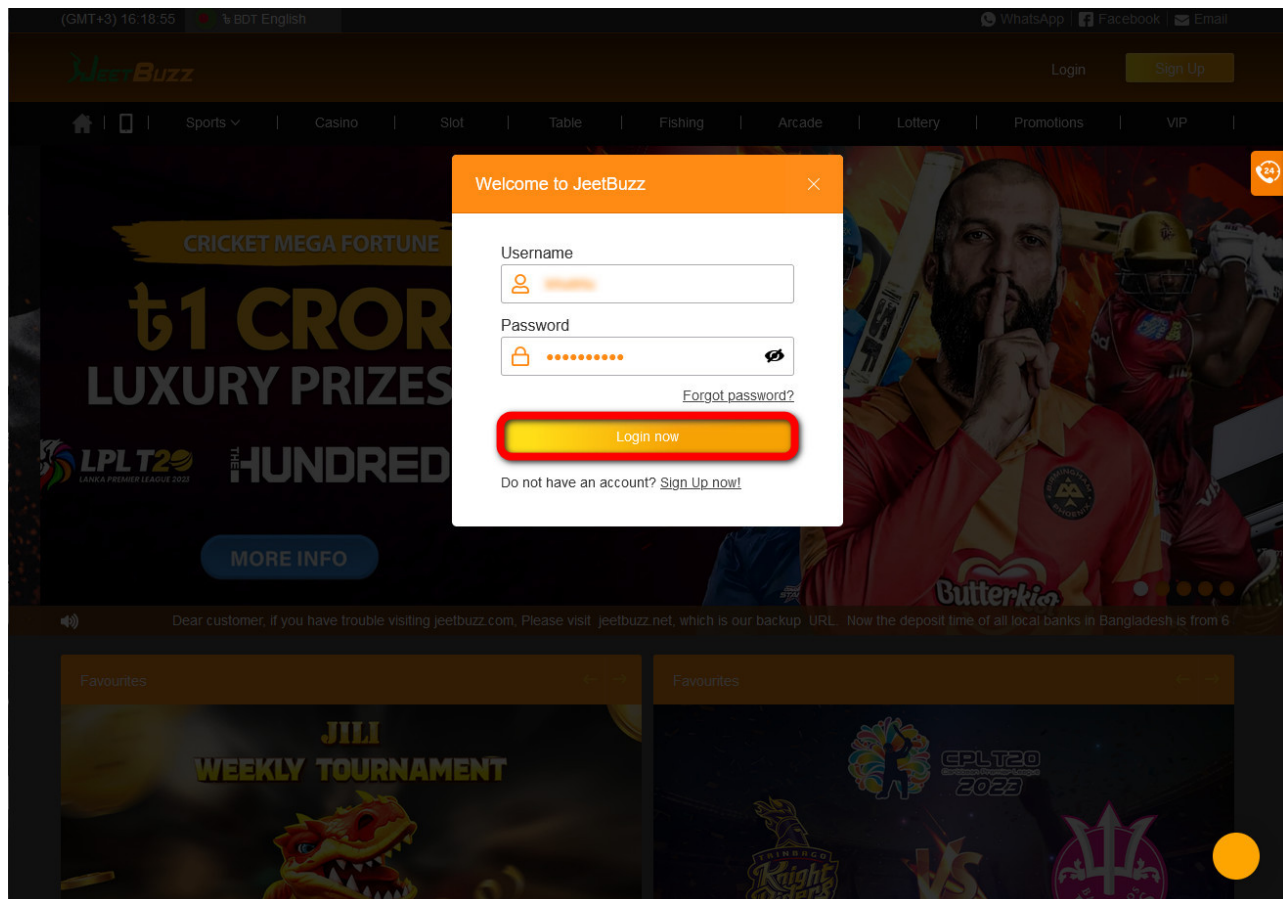 (GMT+3) 16:18:55 ৳ BDT English WhatsApp Facebook Email
JEETBUZZ Login Sign Up
Sports Casino Slot Table Fishing Arcade Lottery Promotions VIP
24
Welcome to JeetBuzz
CRICKET MEGA FORTUNE
Username
৳1 CROR
Password
LUXURY PRIZES
Forgot password?
Login now
LPL T20
LANKA PREMIER LEAGUE 2023
THE HUNDRED
Do not have an account? Sign Up now!
BIRMINGHAM
PHOENIX
MORE INFO
Butterkist
Dear customer, if you have trouble visiting jeetbuzz.com, Please visit jeetbuzz.net, which is our backup URL. Now the deposit time of all local banks in Bangladesh is from 6
Favourites Favourites
JILI
WEEKLY TOURNAMENT
CPL T20
Caribbean Premier League
2023
TRINBAGO
Knight
Riders
VS